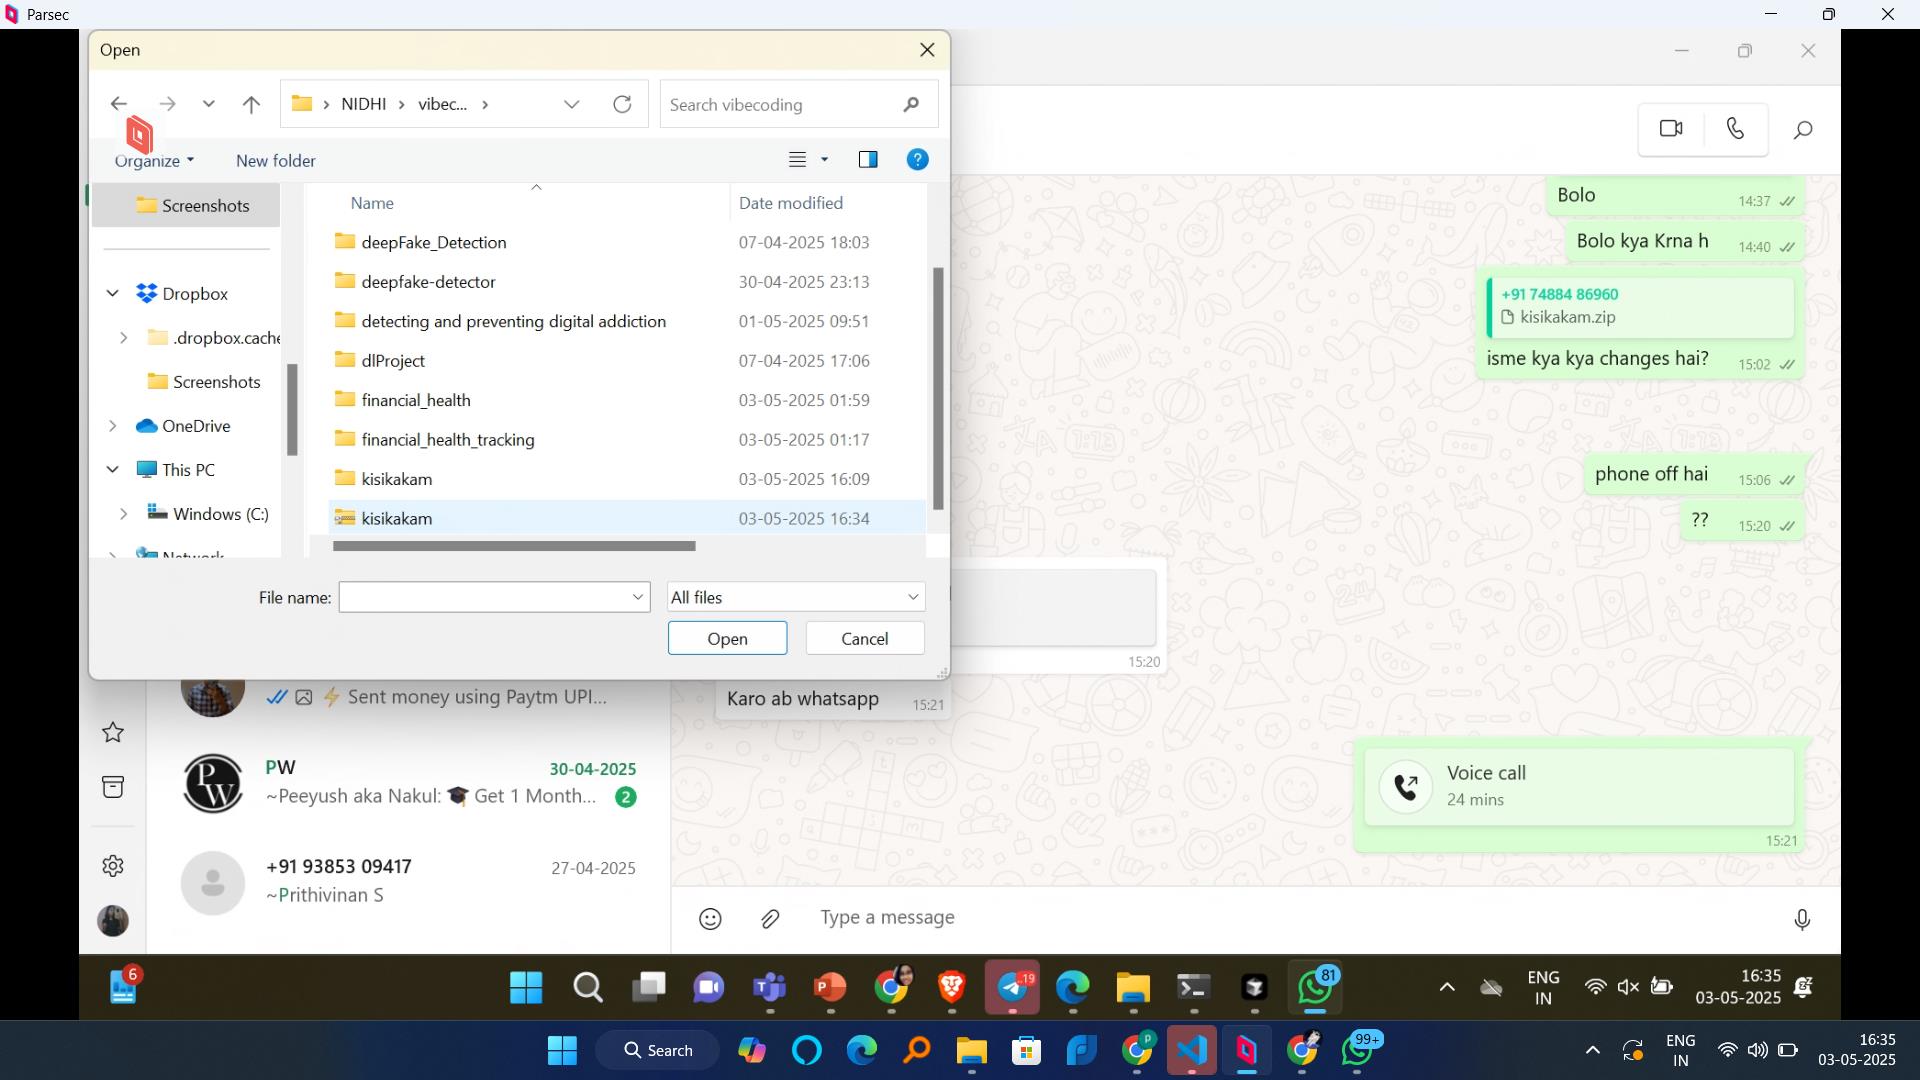 Parsec
Open
NIDHI
vibec...
Search vibecoding
Organize
New folder
Screenshots
Dropbox
.dropbox.cache
Screenshots
OneDrive
This PC
Windows (C:)
Network
Name
Date modified
deepFake_Detection
07-04-2025 18:03
deepfake-detector
30-04-2025 23:13
detecting and preventing digital addiction
01-05-2025 09:51
dlProject
07-04-2025 17:06
financial_health
03-05-2025 01:59
financial_health_tracking
03-05-2025 01:17
kisikakam
03-05-2025 16:09
kisikakam
03-05-2025 16:34
File name:
All files
Open
Cancel
Sent money using Paytm UPI...
PW
30-04-2025
~Peeyush aka Nakul: 🎓 Get 1 Month...
2
+91 93853 09417
27-04-2025
~Prithivinan S
Bolo
14:37
Bolo kya Krna h
14:40
+91 74884 86960
kisikakam.zip
isme kya kya changes hai?
15:02
phone off hai
15:06
??
15:20
15:20
Karo ab whatsapp
15:21
Voice call
24 mins
15:21
Type a message
6
19
81
ENG
IN
16:35
03-05-2025
Search
99+
ENG
IN
16:35
03-05-2025